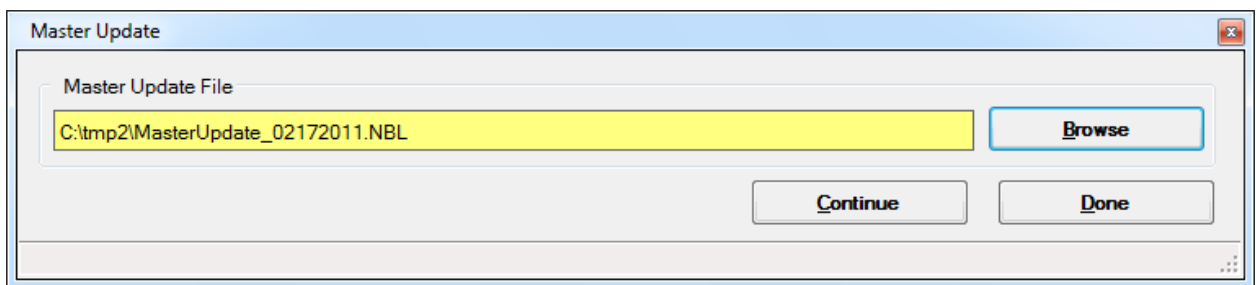 Master Update
Master Update File
C:\tmp2\MasterUpdate_02172011.NBL
Browse
Continue
Done